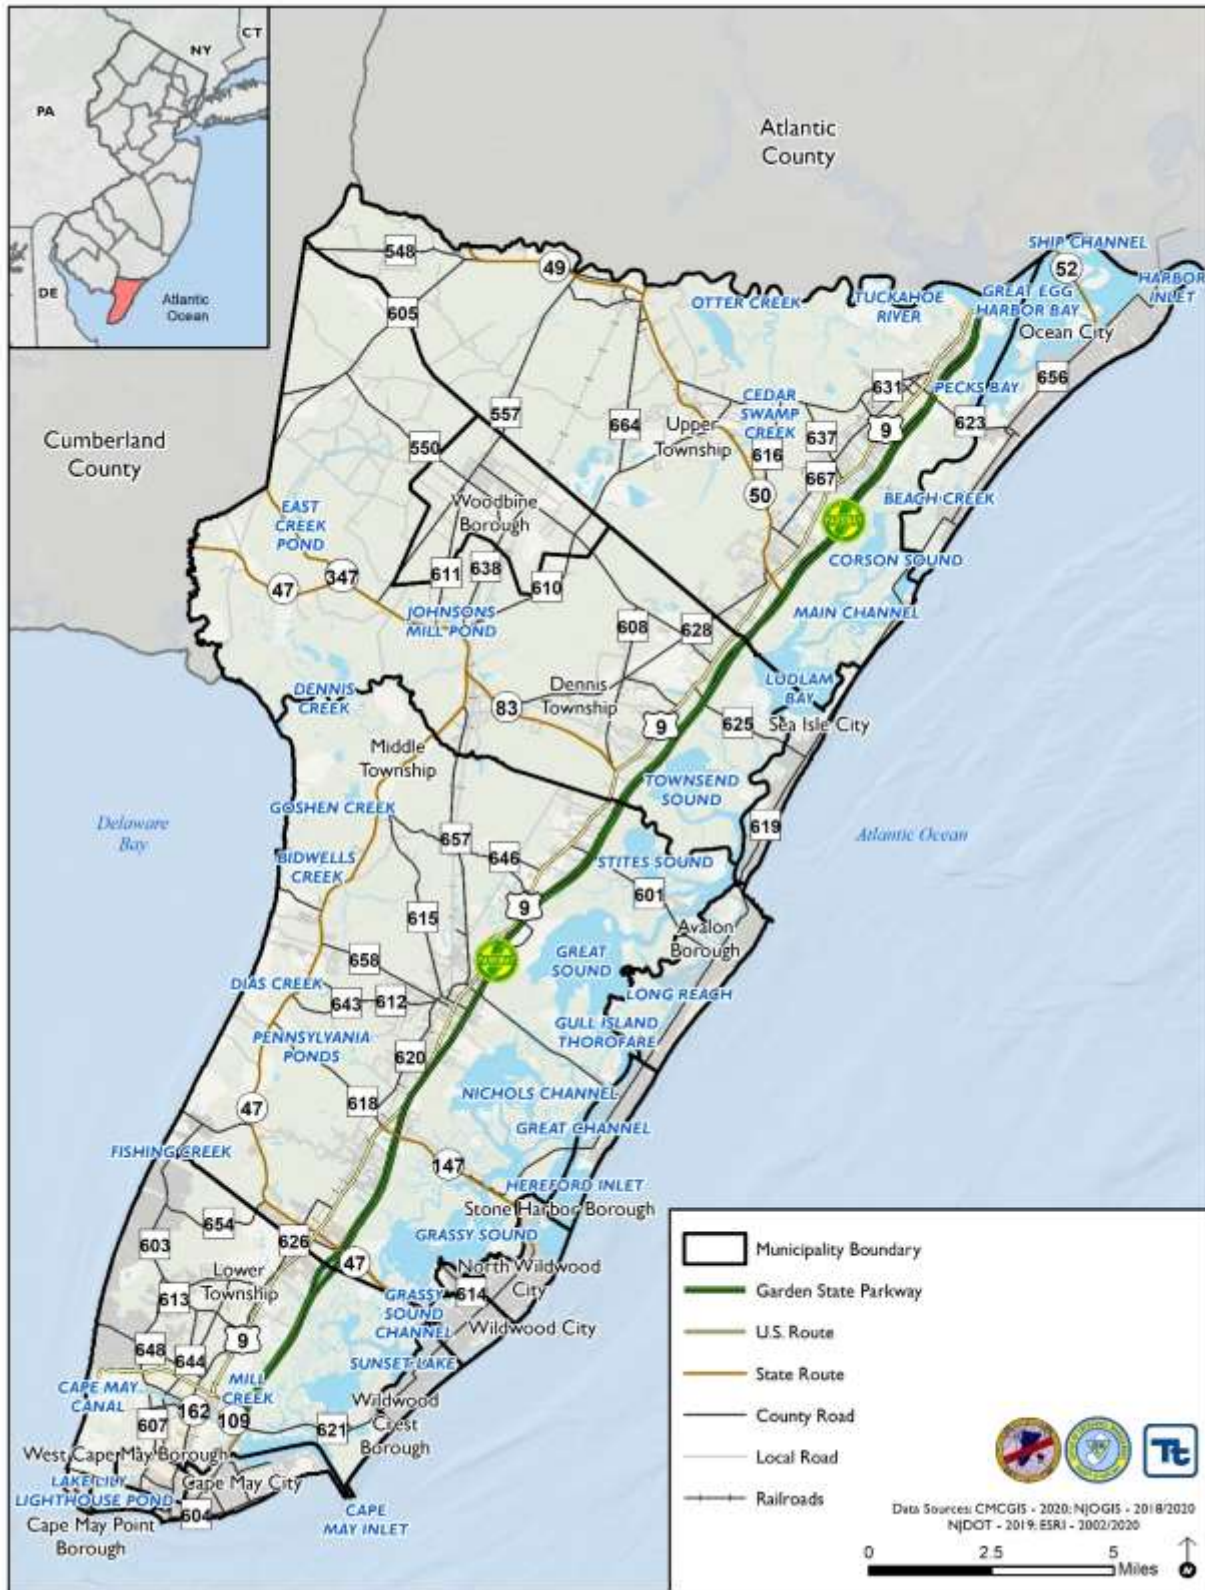 NY
CT
PA
DE
Atlantic
Ocean
Atlantic
County
Cumberland
County
SHIP CHANNEL
52
HARBOR
INLET
548
49
OTTER CREEK
TUCKAHOE
RIVER
GREAT EGG
HARBOR BAY
Ocean City
605
656
631
PECKS BAY
557
664
Upper
Township
CEDAR
SWAMP
CREEK
637
9
623
550
616
667
50
BEACH CREEK
Woodbine
Borough
EAST
CREEK
POND
PARKWAY
CORSON SOUND
47
347
611
638
610
JOHNSONS
MILL POND
MAIN CHANNEL
608
628
DENNIS
CREEK
Dennis
Township
LUDLAM
BAY
83
9
625
Sea Isle City
Middle
Township
TOWNSEND
SOUND
GOSHEN CREEK
Delaware
Bay
Atlantic Ocean
657
619
646
STITES SOUND
BIDWELLS
CREEK
601
9
615
Avalon
Borough
658
PARKWAY
GREAT
SOUND
DIAS CREEK
LONG REACH
643
612
GULL ISLAND
THOROFARE
PENNSYLVANIA
PONDS
620
NICHOLS CHANNEL
618
47
GREAT CHANNEL
FISHING CREEK
147
HEREFORD INLET
Stone Harbor Borough
654
603
626
GRASSY SOUND
47
North Wildwood
City
Lower
Township
614
613
GRASSY
SOUND
CHANNEL
Wildwood City
9
648
644
SUNSET LAKE
MILL
CREEK
CAPE MAY
CANAL
162
109
607
621
Wildwood
Crest
Borough
West Cape May Borough
LAKE LILY
Cape May City
LIGHTHOUSE POND
604
Cape May Point
Borough
CAPE
MAY INLET
Municipality Boundary
Garden State Parkway
U.S. Route
State Route
County Road
Local Road
Railroads
Tt
Data Sources: CMCGIS - 2020; NJOGIS - 2018/2020
NJDOT - 2019; ESRI - 2002/2020
0 2.5 5
Miles
N